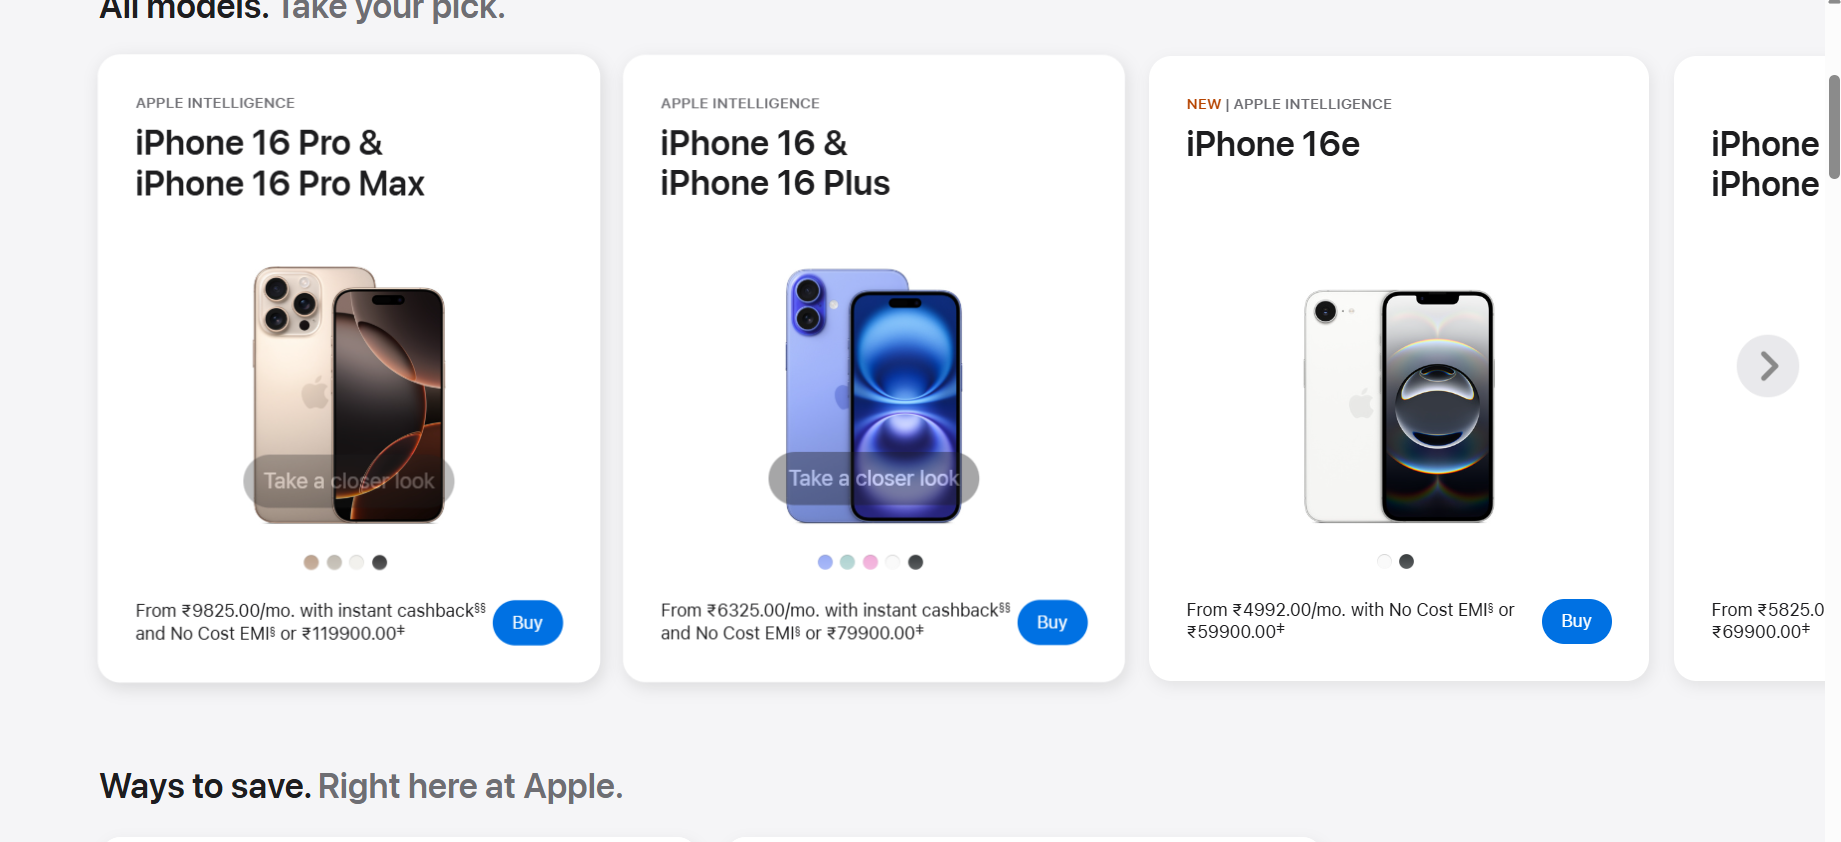 All models. Take your pick.
APPLE INTELLIGENCE
iPhone 16 Pro &
iPhone 16 Pro Max
Take a closer look
From ₹9825.00/mo. with instant cashback§§
and No Cost EMI§ or ₹119900.00‡
Buy
APPLE INTELLIGENCE
iPhone 16 &
iPhone 16 Plus
Take a closer look
From ₹6325.00/mo. with instant cashback§§
and No Cost EMI§ or ₹79900.00‡
Buy
NEW | APPLE INTELLIGENCE
iPhone 16e
From ₹4992.00/mo. with No Cost EMI§ or
₹59900.00‡
Buy
iPhone
iPhone
From ₹5825.0
₹69900.00‡
Ways to save. Right here at Apple.